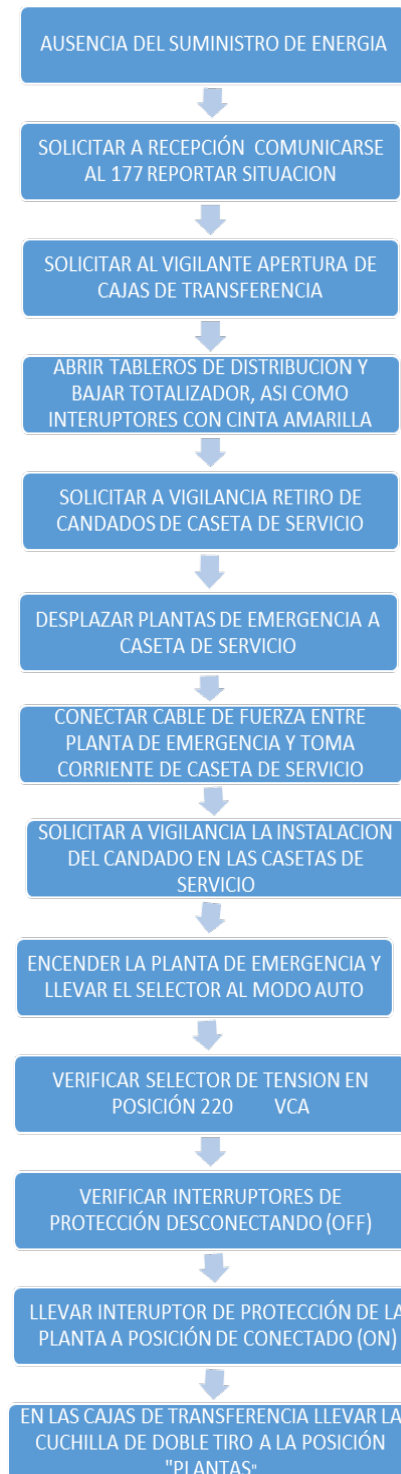 AUSENCIA DEL SUMINISTRO DE ENERGIA
SOLICITAR A RECEPCIÓN COMUNICARSE
AL 177 REPORTAR SITUACION
SOLICITAR AL VIGILANTE APERTURA DE
CAJAS DE TRANSFERENCIA
ABRIR TABLEROS DE DISTRIBUCION Y
BAJAR TOTALIZADOR, ASI COMO
INTERUPTORES CON CINTA AMARILLA
SOLICITAR A VIGILANCIA RETIRO DE
CANDADOS DE CASETA DE SERVICIO
DESPLAZAR PLANTAS DE EMERGENCIA A
CASETA DE SERVICIO
CONECTAR CABLE DE FUERZA ENTRE
PLANTA DE EMERGENCIA Y TOMA
CORRIENTE DE CASETA DE SERVICIO
SOLICITAR A VIGILANCIA LA INSTALACION
DEL CANDADO EN LAS CASETAS DE
SERVICIO
ENCENDER LA PLANTA DE EMERGENCIA Y
LLEVAR EL SELECTOR AL MODO AUTO
VERIFICAR SELECTOR DE TENSION EN
POSICIÓN 220 VCA
VERIFICAR INTERRUPTORES DE
PROTECCIÓN DESCONECTANDO (OFF)
LLEVAR INTERUPTOR DE PROTECCIÓN DE LA
PLANTA A POSICIÓN DE CONECTADO (ON)
EN LAS CAJAS DE TRANSFERENCIA LLEVAR LA
CUCHILLA DE DOBLE TIRO A LA POSICIÓN
"PLANTAS"